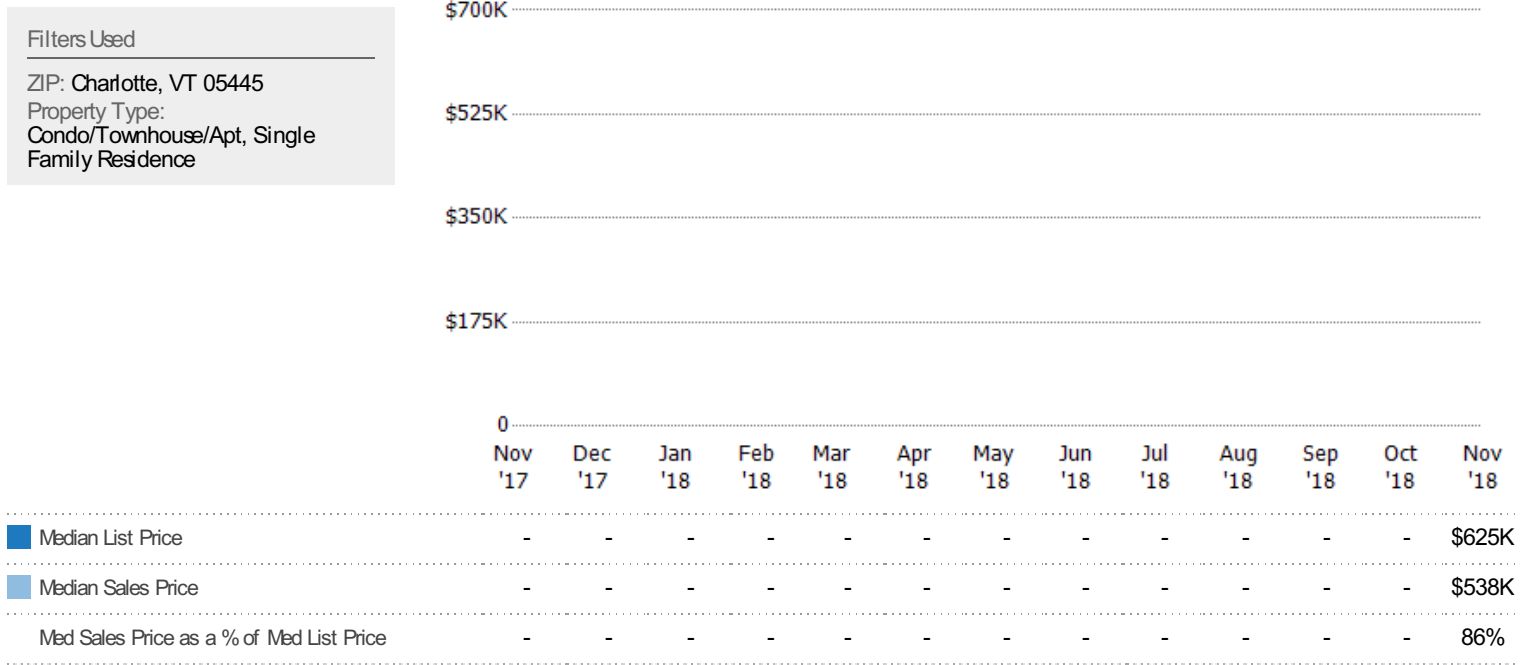 Filters Used
ZIP: Charlotte, VT 05445
Property Type:
Condo/Townhouse/Apt, Single
Family Residence
$700K
$525K
$350K
$175K
0
Nov Dec Jan Feb Mar Apr May Jun Jul Aug Sep Oct Nov
'17 '17 '18 '18 '18 '18 '18 '18 '18 '18 '18 '18 '18
Median List Price - - - - - - - - - - - - $625K
Median Sales Price - - - - - - - - - - - - $538K
Med Sales Price as a % of Med List Price - - - - - - - - - - - - 86%